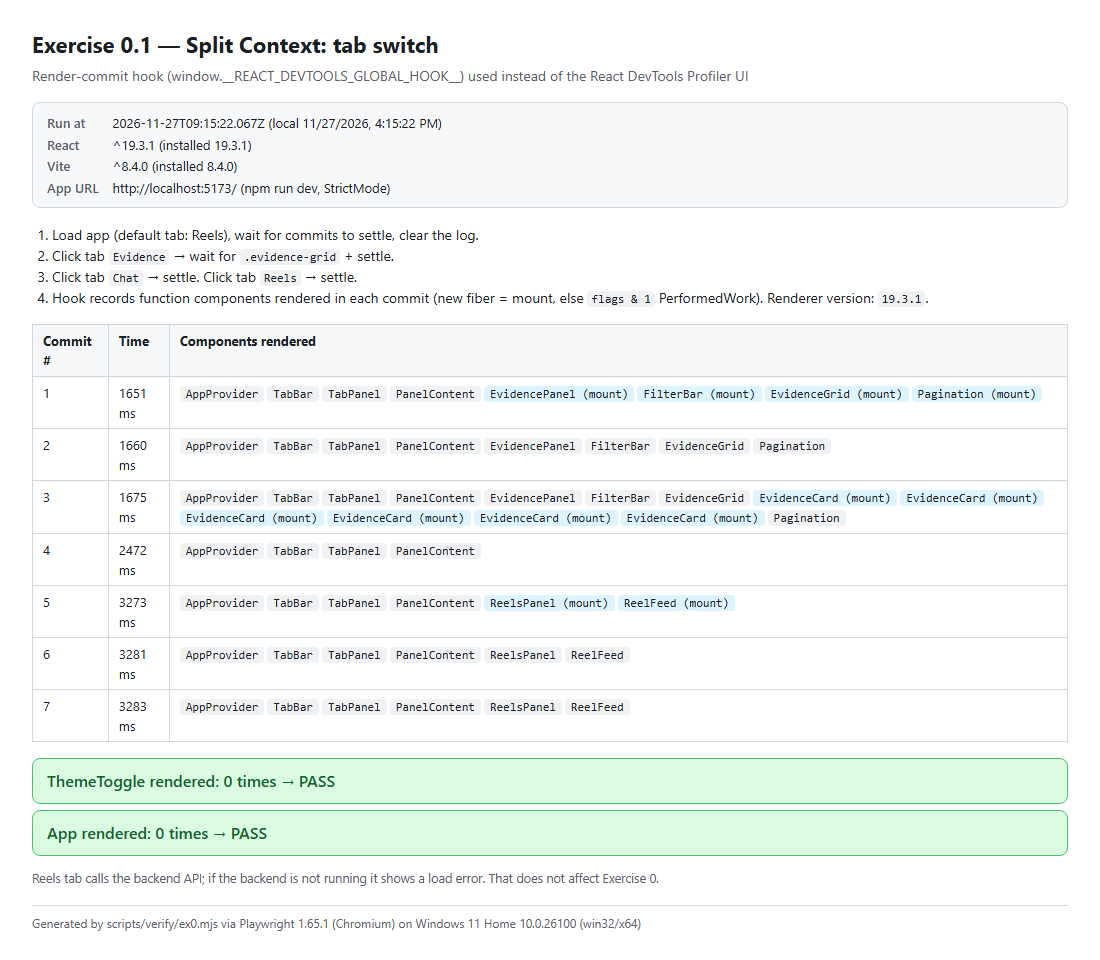 Exercise 0.1 — Split Context: tab switch
Render-commit hook (window.__REACT_DEVTOOLS_GLOBAL_HOOK__) used instead of the React DevTools Profiler UI
Run at 2026-11-27T09:15:22.067Z (local 11/27/2026, 4:15:22 PM)
React ^19.3.1 (installed 19.3.1)
Vite ^8.4.0 (installed 8.4.0)
App URL http://localhost:5173/ (npm run dev, StrictMode)
1. Load app (default tab: Reels), wait for commits to settle, clear the log.
2. Click tab Evidence → wait for .evidence-grid + settle.
3. Click tab Chat → settle. Click tab Reels → settle.
4. Hook records function components rendered in each commit (new fiber = mount, else flags & 1 PerformedWork). Renderer version: 19.3.1.
Commit # Time Components rendered
1 1651 ms AppProvider TabBar TabPanel PanelContent EvidencePanel (mount) FilterBar (mount) EvidenceGrid (mount) Pagination (mount)
2 1660 ms AppProvider TabBar TabPanel PanelContent EvidencePanel FilterBar EvidenceGrid Pagination
3 1675 ms AppProvider TabBar TabPanel PanelContent EvidencePanel FilterBar EvidenceGrid EvidenceCard (mount) EvidenceCard (mount)
EvidenceCard (mount) EvidenceCard (mount) EvidenceCard (mount) EvidenceCard (mount) Pagination
4 2472 ms AppProvider TabBar TabPanel PanelContent
5 3273 ms AppProvider TabBar TabPanel PanelContent ReelsPanel (mount) ReelFeed (mount)
6 3281 ms AppProvider TabBar TabPanel PanelContent ReelsPanel ReelFeed
7 3283 ms AppProvider TabBar TabPanel PanelContent ReelsPanel ReelFeed
ThemeToggle rendered: 0 times → PASS
App rendered: 0 times → PASS
Reels tab calls the backend API; if the backend is not running it shows a load error. That does not affect Exercise 0.
Generated by scripts/verify/ex0.mjs via Playwright 1.65.1 (Chromium) on Windows 11 Home 10.0.26100 (win32/x64)